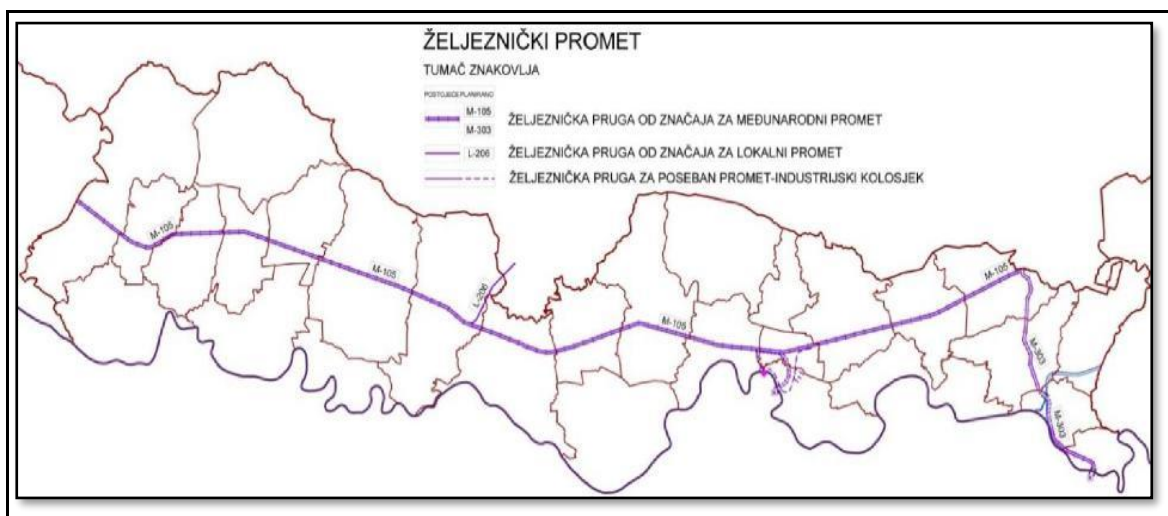 ŽELJEZNIČKI PROMET
TUMAČ ZNAKOVLJA
POSTOJEĆE PLANIRANO
M-105
M-303
ŽELJEZNIČKA PRUGA OD ZNAČAJA ZA MEĐUNARODNI PROMET
L-206
ŽELJEZNIČKA PRUGA OD ZNAČAJA ZA LOKALNI PROMET
ŽELJEZNIČKA PRUGA ZA POSEBAN PROMET-INDUSTRIJSKI KOLOSJEK
M-105
M-105
L-206
M-105
M-105
M-303
M-303